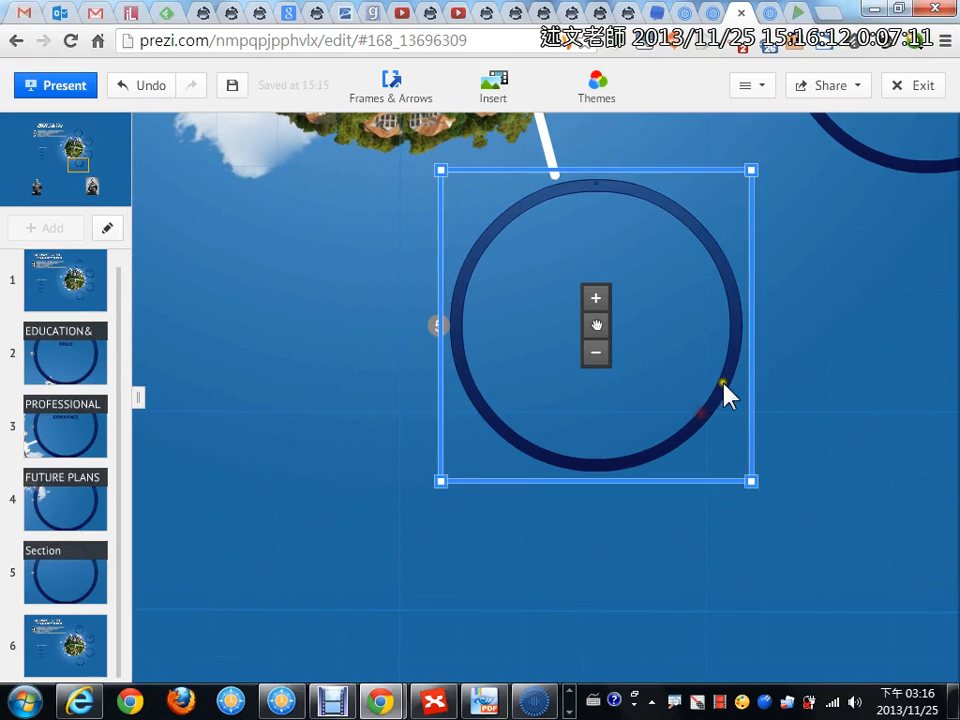 prezi.com/nmpqpjpphvlx/edit/#168_13696309
述文老師 2013/11/25 15:16:12 0:07:11
Present
Undo
Saved at 15:15
Frames & Arrows
Insert
Themes
Share
Exit
+ Add
1
EDUCATION&
2
PROFESSIONAL
EXPERIENCE
3
FUTURE PLANS
4
Section
5
6
5
下午 03:16
2013/11/25